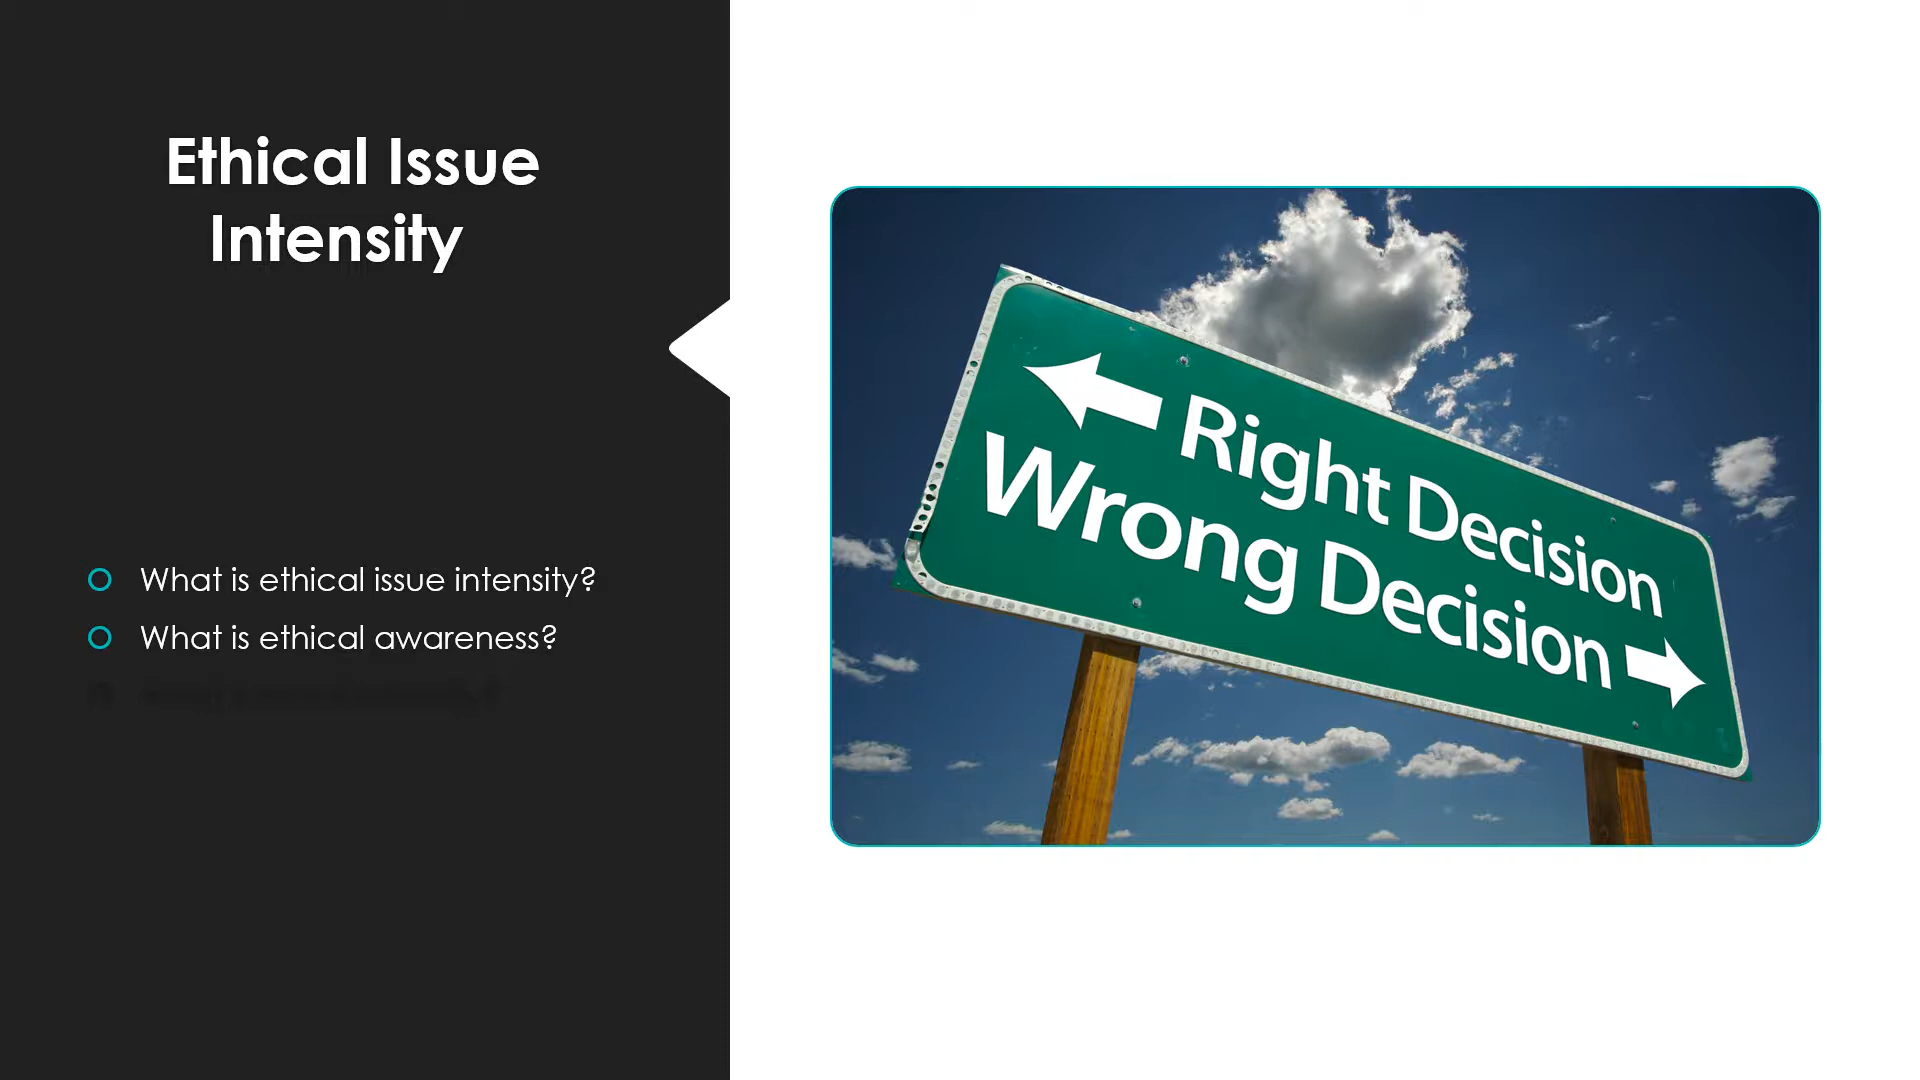 Ethical Issue
Intensity
What is ethical issue intensity?
What is ethical awareness?
Right Decision
Wrong Decision